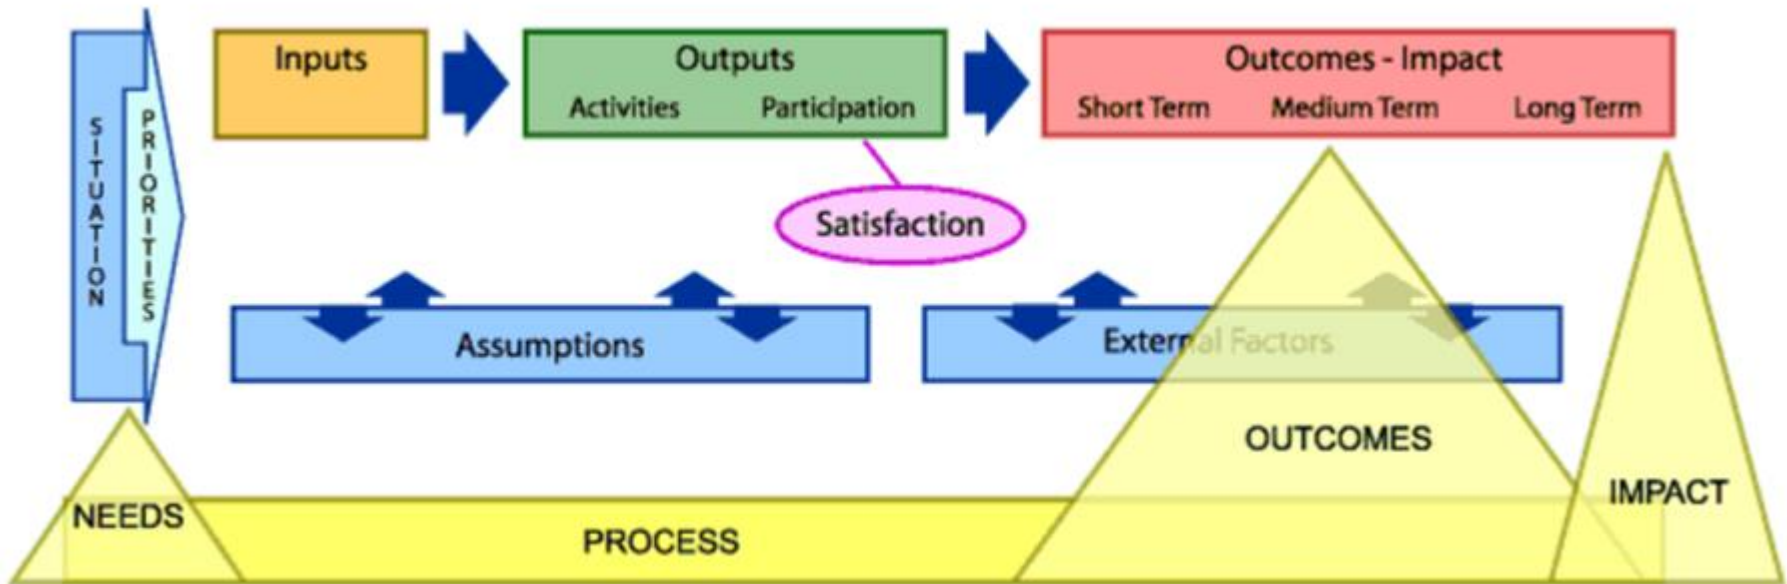 SITUATION
PRIORITIES
Inputs
Outputs
Activities Participation
Outcomes - Impact
Short Term Medium Term Long Term
Satisfaction
Assumptions
External Factors
NEEDS
PROCESS
OUTCOMES
IMPACT